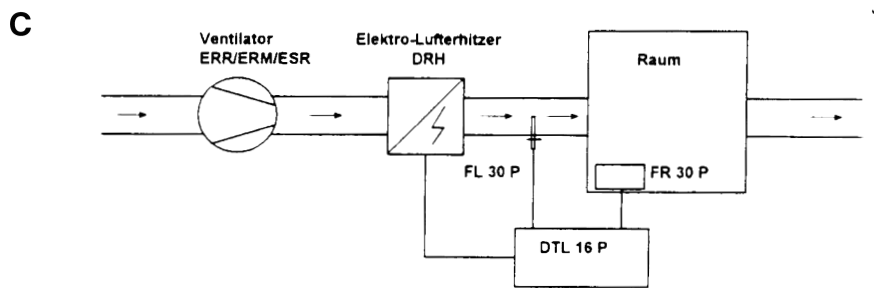 C
Ventilator
ERR/ERM/ESR
Elektro-Lufterhitzer
DRH
Raum
FL 30 P
FR 30 P
DTL 16 P